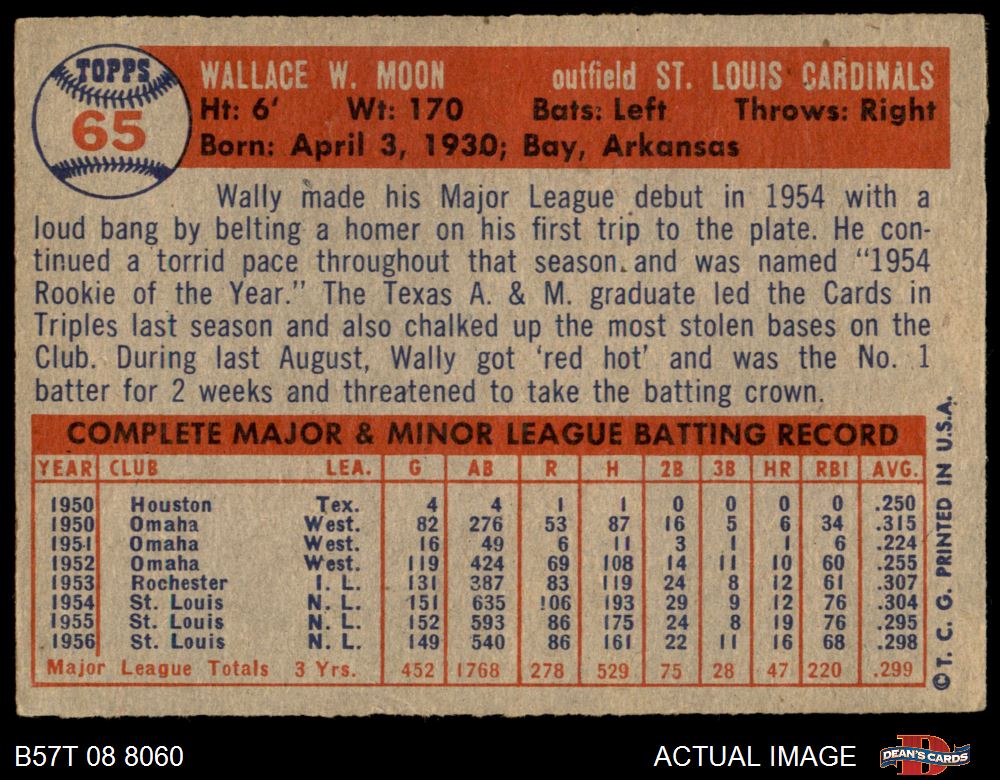 TOPPS
65
WALLACE W. MOON outfield ST. LOUIS CARDINALS
Ht: 6' Wt: 170 Bats: Left Throws: Right
Born: April 3, 1930; Bay, Arkansas
Wally made his Major League debut in 1954 with a
loud bang by belting a homer on his first trip to the plate. He con-
tinued a torrid pace throughout that season. and was named "1954
Rookie of the Year." The Texas A. & M. graduate led the Cards in
Triples last season and also chalked up the most stolen bases on the
Club. During last August, Wally got 'red hot' and was the No. 1
batter for 2 weeks and threatened to take the batting crown.
COMPLETE MAJOR & MINOR LEAGUE BATTING RECORD
YEAR CLUB LEA. G AB R H 2B 3B HR RBI AVG.
1950 Houston Tex. 4 4 1 1 0 0 0 0 .250
1950 Omaha West. 82 276 53 87 16 5 6 34 .315
1951 Omaha West. 16 49 6 11 3 1 1 6 .224
1952 Omaha West. 119 424 69 108 14 11 10 60 .255
1953 Rochester I. L. 131 387 83 119 24 8 12 61 .307
1954 St. Louis N. L. 151 635 106 193 29 9 12 76 .304
1955 St. Louis N. L. 152 593 86 175 24 8 19 76 .295
1956 St. Louis N. L. 149 540 86 161 22 11 16 68 .298
Major League Totals 3 Yrs. 452 1768 278 529 75 28 47 220 .299
© T. C. G. PRINTED IN U.S.A.
B57T 08 8060 ACTUAL IMAGE DEAN'S CARDS